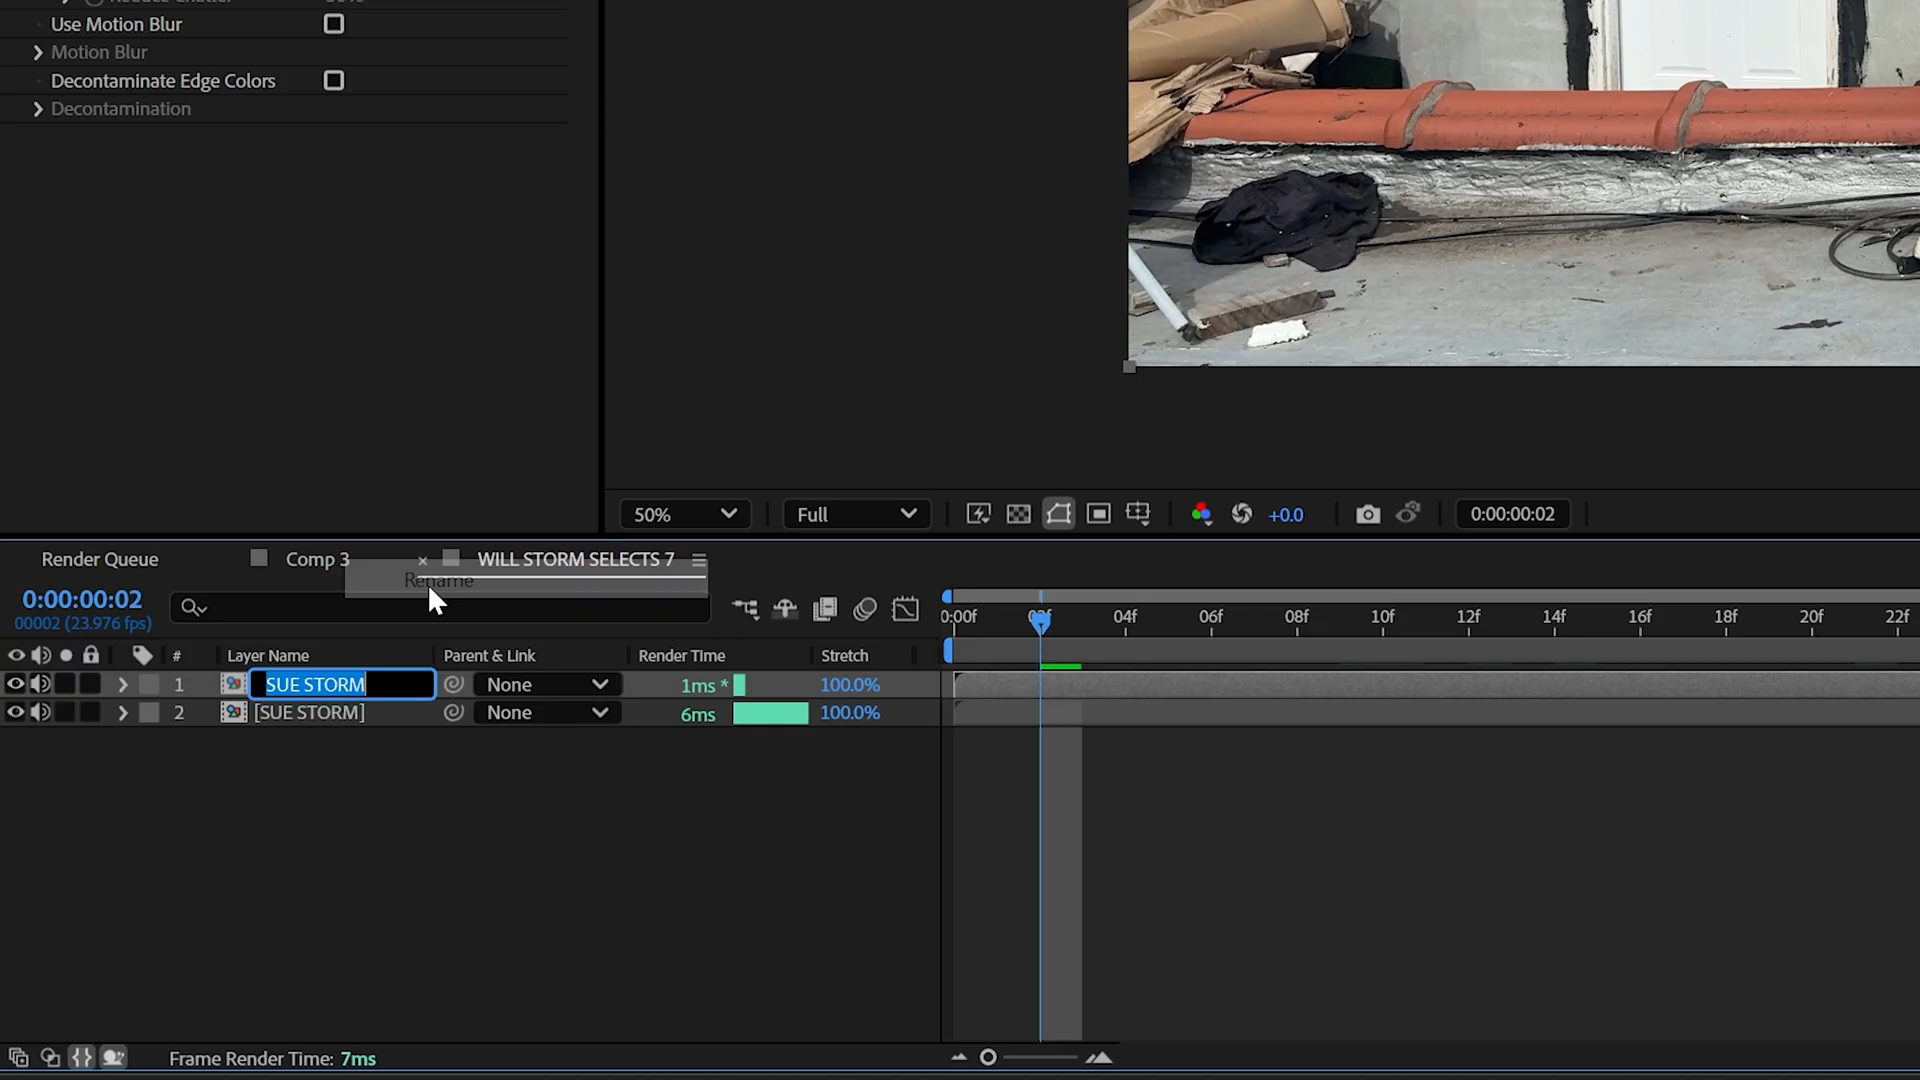 Use Motion Blur
Motion Blur
Decontaminate Edge Colors
Decontamination
50%
Full
+0.0
0:00:00:02
Render Queue
Comp 3
× WILL STORM SELECTS 7
Rename
0:00:00:02
00002 (23.976 fps)
0:00f 02f 04f 06f 08f 10f 12f 14f 16f 18f 20f 22f
# Layer Name Parent & Link Render Time Stretch
1 SUE STORM None 1ms * 100.0%
2 [SUE STORM] None 6ms 100.0%
Frame Render Time: 7ms